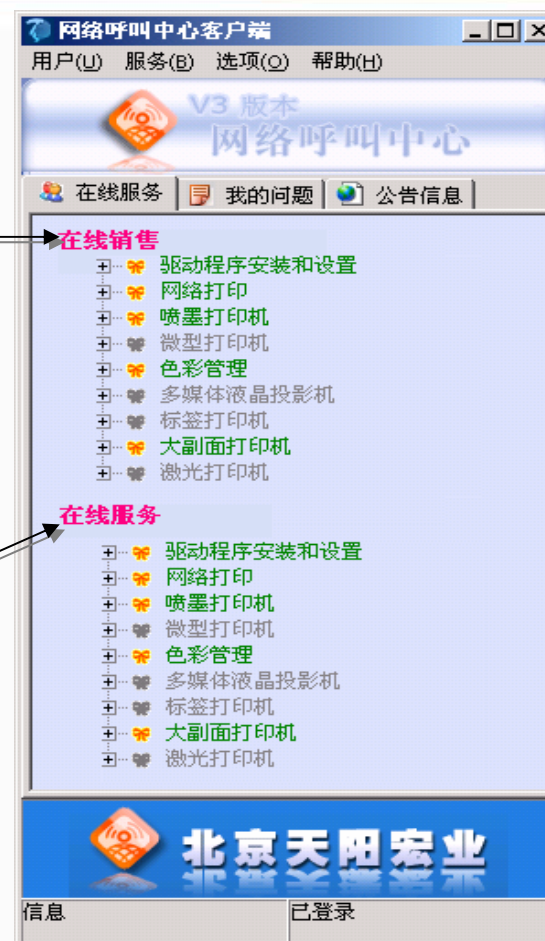 网络呼叫中心客户端
用户(U) 服务(B) 选项(O) 帮助(H)
V3 版本
网络呼叫中心
在线服务 我的问题 公告信息
在线销售
驱动程序安装和设置
网络打印
喷墨打印机
微型打印机
色彩管理
多媒体液晶投影机
标签打印机
大副面打印机
激光打印机
在线服务
驱动程序安装和设置
网络打印
喷墨打印机
微型打印机
色彩管理
多媒体液晶投影机
标签打印机
大副面打印机
激光打印机
北京天阳宏业
信息 已登录